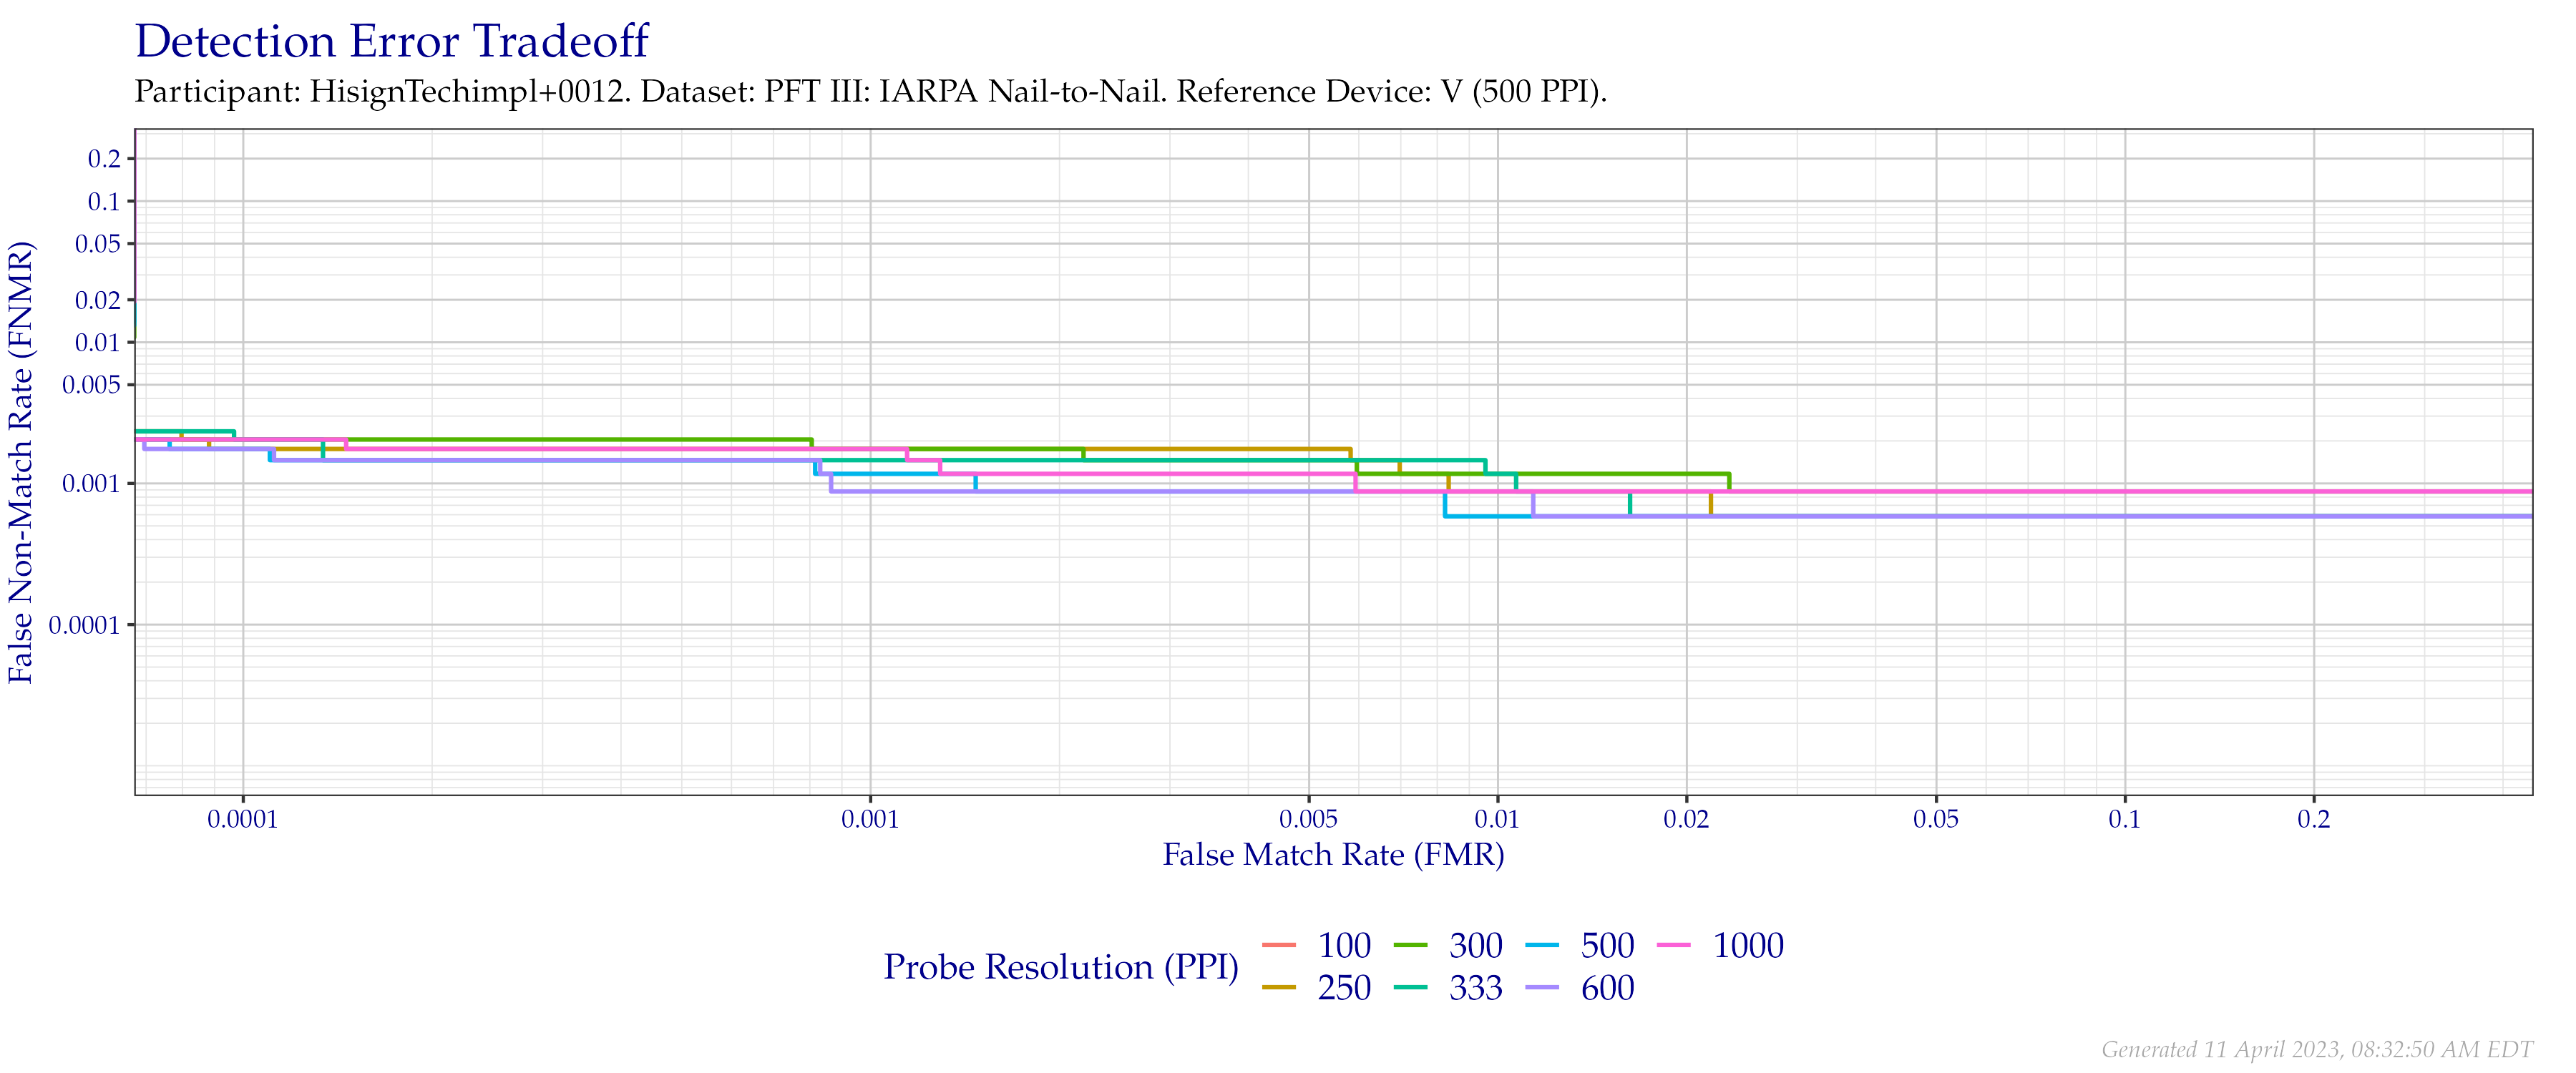 Detection Error Tradeoff
Participant: HisignTechimpl+0012. Dataset: PFT III: IARPA Nail-to-Nail. Reference Device: V (500 PPI).
False Non-Match Rate (FNMR)
0.2
0.1
0.05
0.02
0.01
0.005
0.001
0.0001
0.0001 0.001 0.005 0.01 0.02 0.05 0.1 0.2
False Match Rate (FMR)
Probe Resolution (PPI)
100 300 500 1000
250 333 600
Generated 11 April 2023, 08:32:50 AM EDT